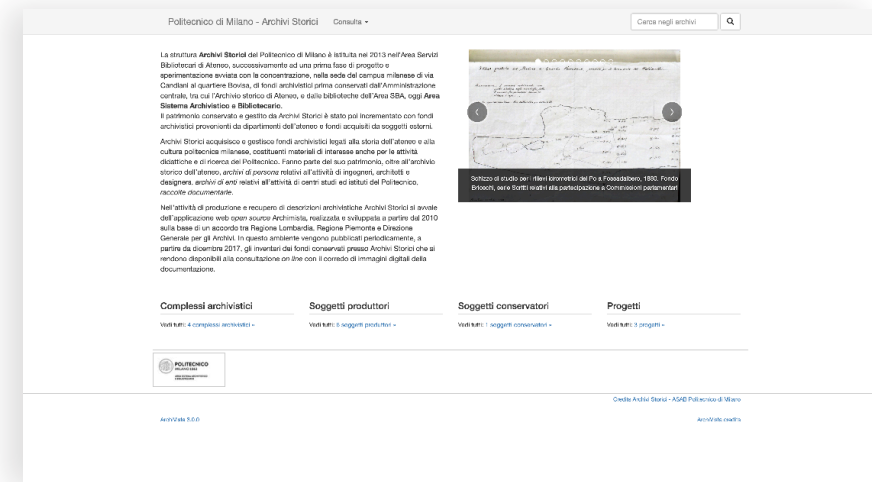 Politecnico di Milano - Archivi Storici
Consulta
Cerca negli archivi
La struttura Archivi Storici del Politecnico di Milano è istituita nel 2013 nell'Area Servizi
Bibliotecari di Ateneo, successivamente ad una prima fase di progetto e
sperimentazione avviata con la concentrazione, nella sede del campus milanese di via
Candiani al quartiere Bovisa, di fondi archivistici prima conservati dall'Amministrazione
centrale, tra cui l'Archivio storico di Ateneo, e dalle biblioteche dell'Area SBA, oggi Area
Sistema Archivistico e Bibliotecario.
Il patrimonio conservato e gestito da Archivi Storici è stato poi incrementato con fondi
archivistici provenienti da dipartimenti dell'ateneo e fondi acquisiti da soggetti esterni.
Archivi Storici acquisisce e gestisce fondi archivistici legati alla storia dell'ateneo e alla
cultura politecnica milanese, costituenti materiali di interesse anche per le attività
didattiche e di ricerca del Politecnico. Fanno parte del suo patrimonio, oltre all'archivio
storico dell'ateneo, archivi di persona relativi all'attività di ingegneri, architetti e
designers, archivi di enti relativi all'attività di centri studi ed istituti del Politecnico,
raccolte documentarie.
Nell'attività di produzione e recupero di descrizioni archivistiche Archivi Storici si avvale
dell'applicazione web open source Archimista, realizzata e sviluppata a partire dal 2010
sulla base di un accordo tra Regione Lombardia, Regione Piemonte e Direzione
Generale per gli Archivi. In questo ambiente vengono pubblicati periodicamente, a
partire da dicembre 2017, gli inventari dei fondi conservati presso Archivi Storici che si
rendono disponibili alla consultazione on line con il corredo di immagini digitali della
documentazione.
Schizzo di studio per i rilievi idrometrici del Po a Fossadalbero, 1880. Fondo
Brioschi, serie Scritti relativi alla partecipazione a Commissioni parlamentari
Complessi archivistici
Vedi tutti: 4 complessi archivistici »
Soggetti produttori
Vedi tutti: 6 soggetti produttori »
Soggetti conservatori
Vedi tutti: 1 soggetti conservatori »
Progetti
Vedi tutti: 3 progetti »
POLITECNICO
MILANO 1863
Credits Archivi Storici - ASAB Politecnico di Milano
ArchiVista 3.0.0
ArchiVista credits